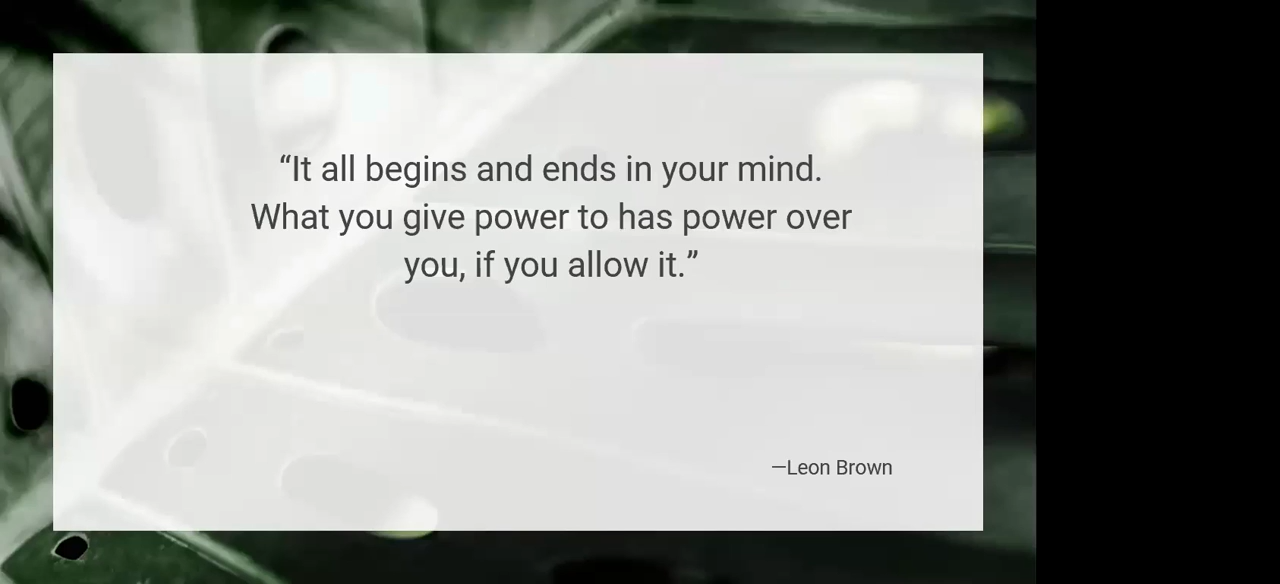 “It all begins and ends in your mind.
What you give power to has power over
you, if you allow it.”
—Leon Brown